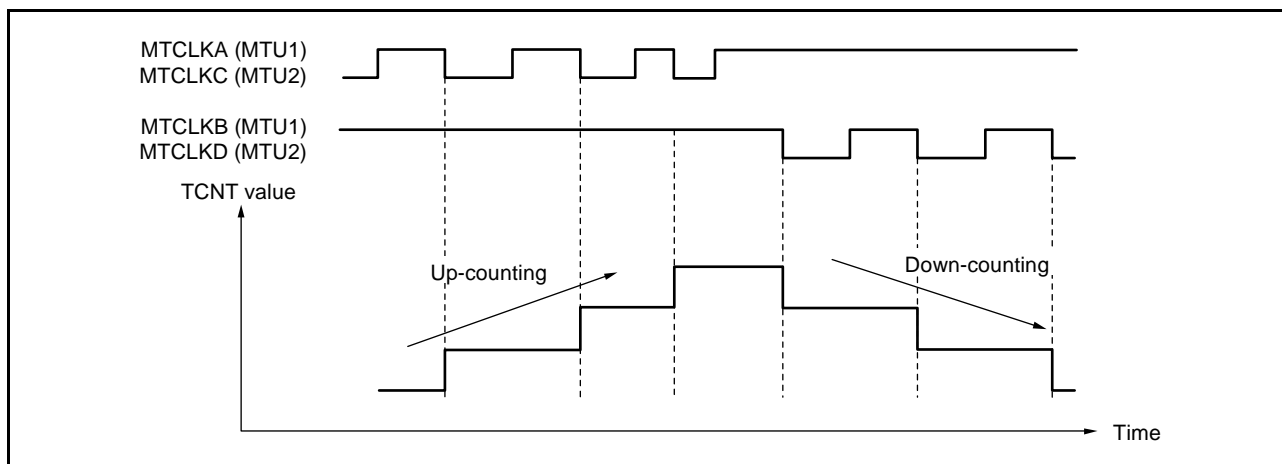 MTCLKA (MTU1)
MTCLKC (MTU2)
MTCLKB (MTU1)
MTCLKD (MTU2)
TCNT value
Up-counting
Down-counting
Time